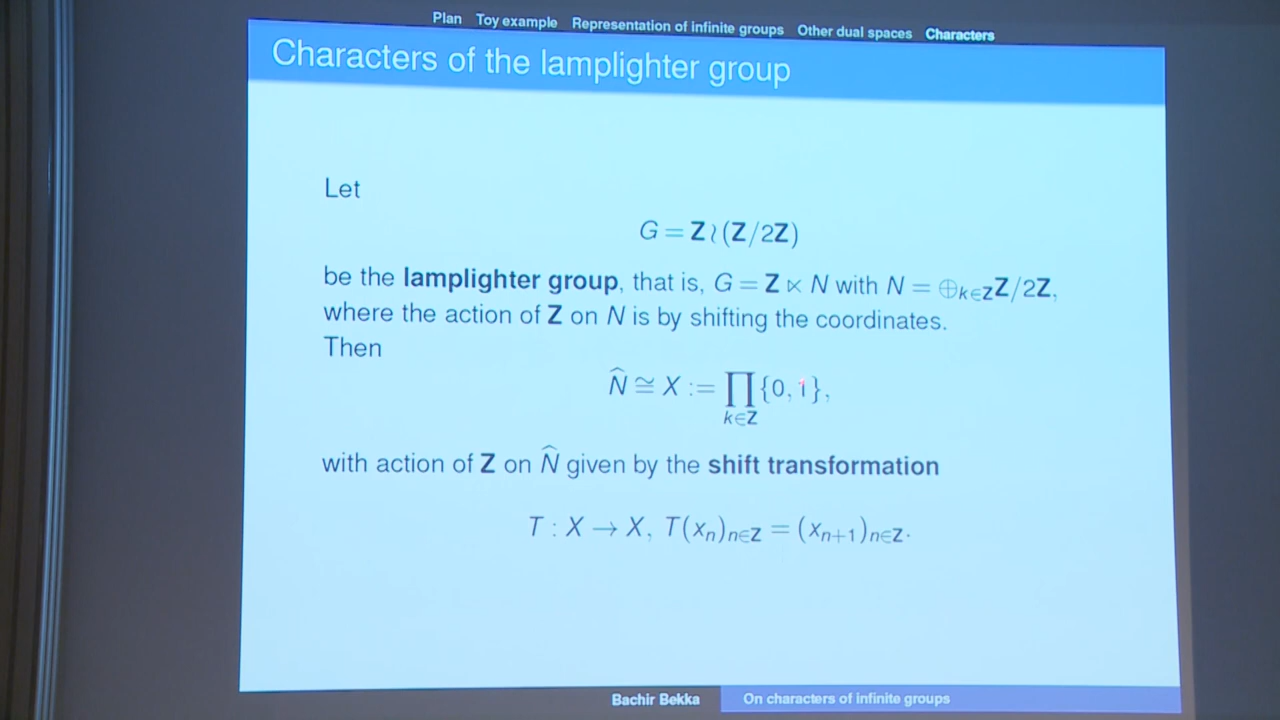 Plan Toy example Representation of infinite groups Other dual spaces Characters
Characters of the lamplighter group
Let
G = Z ≀ (Z/2Z)
be the lamplighter group, that is, G = Z ⋉ N with N = ⊕_{k∈Z} Z/2Z,
where the action of Z on N is by shifting the coordinates.
Then
N̂ ≅ X := ∏_{k∈Z} {0, 1},
with action of Z on N̂ given by the shift transformation
T : X → X, T(x_n)_{n∈Z} = (x_{n+1})_{n∈Z}.
Bachir Bekka On characters of infinite groups